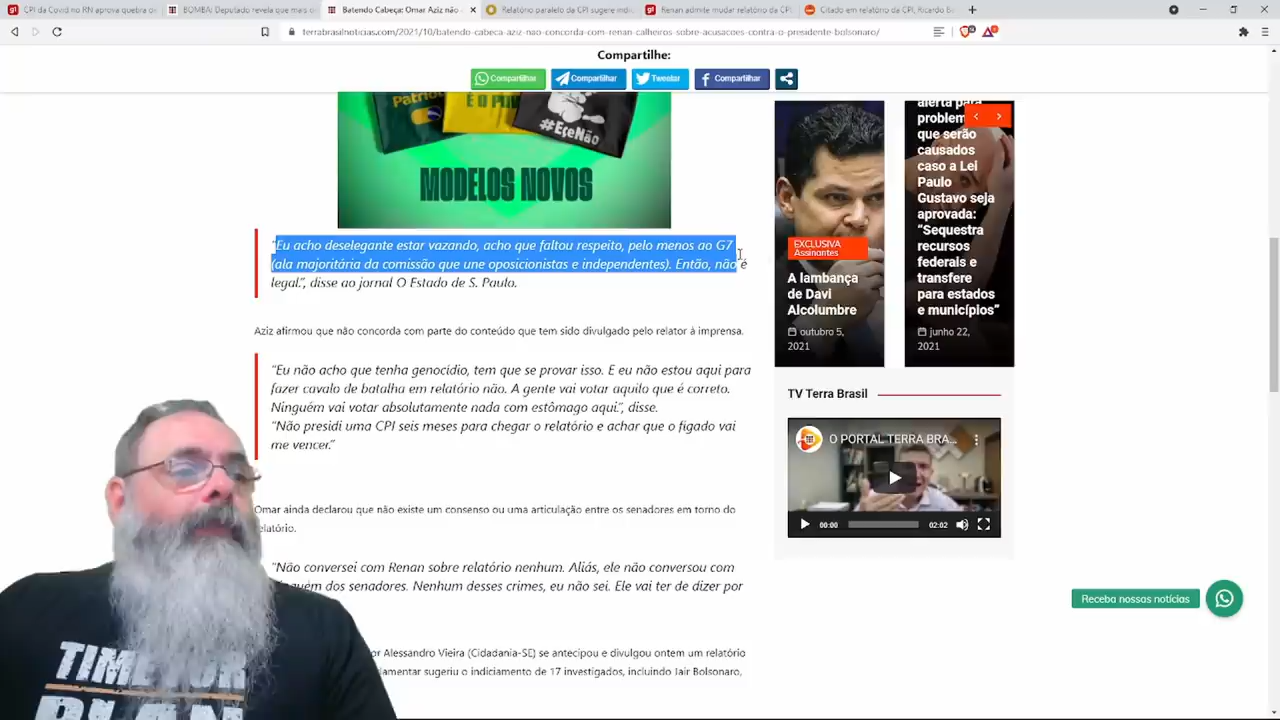 CPI da Covid no RN aprova quebra d
BOMBA! Deputado revela que mais d
Batendo Cabeça: Omar Aziz não
Relatório paralelo da CPI sugere indic
Renan admite mudar relatório da CPI
Citado em relatório da CPI, Ricardo B
terrabrasilnoticias.com/2021/10/batendo-cabeca-aziz-nao-concorda-com-renan-calheiros-sobre-acusacoes-contra-o-presidente-bolsonaro/
Compartilhe:
Compartilhar
Compartilhar
Tweetar
Compartilhar
#EleNão
MODELOS NOVOS
"Eu acho deselegante estar vazando, acho que faltou respeito, pelo menos ao G7
(ala majoritária da comissão que une oposicionistas e independentes). Então, não é
legal.", disse ao jornal O Estado de S. Paulo.
Aziz afirmou que não concorda com parte do conteúdo que tem sido divulgado pelo relator à imprensa.
"Eu não acho que tenha genocídio, tem que se provar isso. E eu não estou aqui para
fazer cavalo de batalha em relatório não. A gente vai votar aquilo que é correto.
Ninguém vai votar absolutamente nada com estômago aqui.", disse.
"Não presidi uma CPI seis meses para chegar o relatório e achar que o fígado vai
me vencer."
Omar ainda declarou que não existe um consenso ou uma articulação entre os senadores em torno do
relatório.
"Não conversei com Renan sobre relatório nenhum. Aliás, ele não conversou com
dos senadores. Nenhum desses crimes, eu não sei. Ele vai ter de dizer por
or Alessandro Vieira (Cidadania-SE) se antecipou e divulgou ontem um relatório
lamentar sugeriu o indiciamento de 17 investigados, incluindo Jair Bolsonaro,
EXCLUSIVA
Assinantes
A lambança
de Davi
Alcolumbre
outubro 5,
2021
alerta para
problem
que serão
causados
caso a Lei
Paulo
Gustavo seja
aprovada:
"Sequestra
recursos
federais e
transfere
para estados
e municípios"
junho 22,
2021
TV Terra Brasil
O PORTAL TERRA BRA...
00:00
02:02
Receba nossas notícias